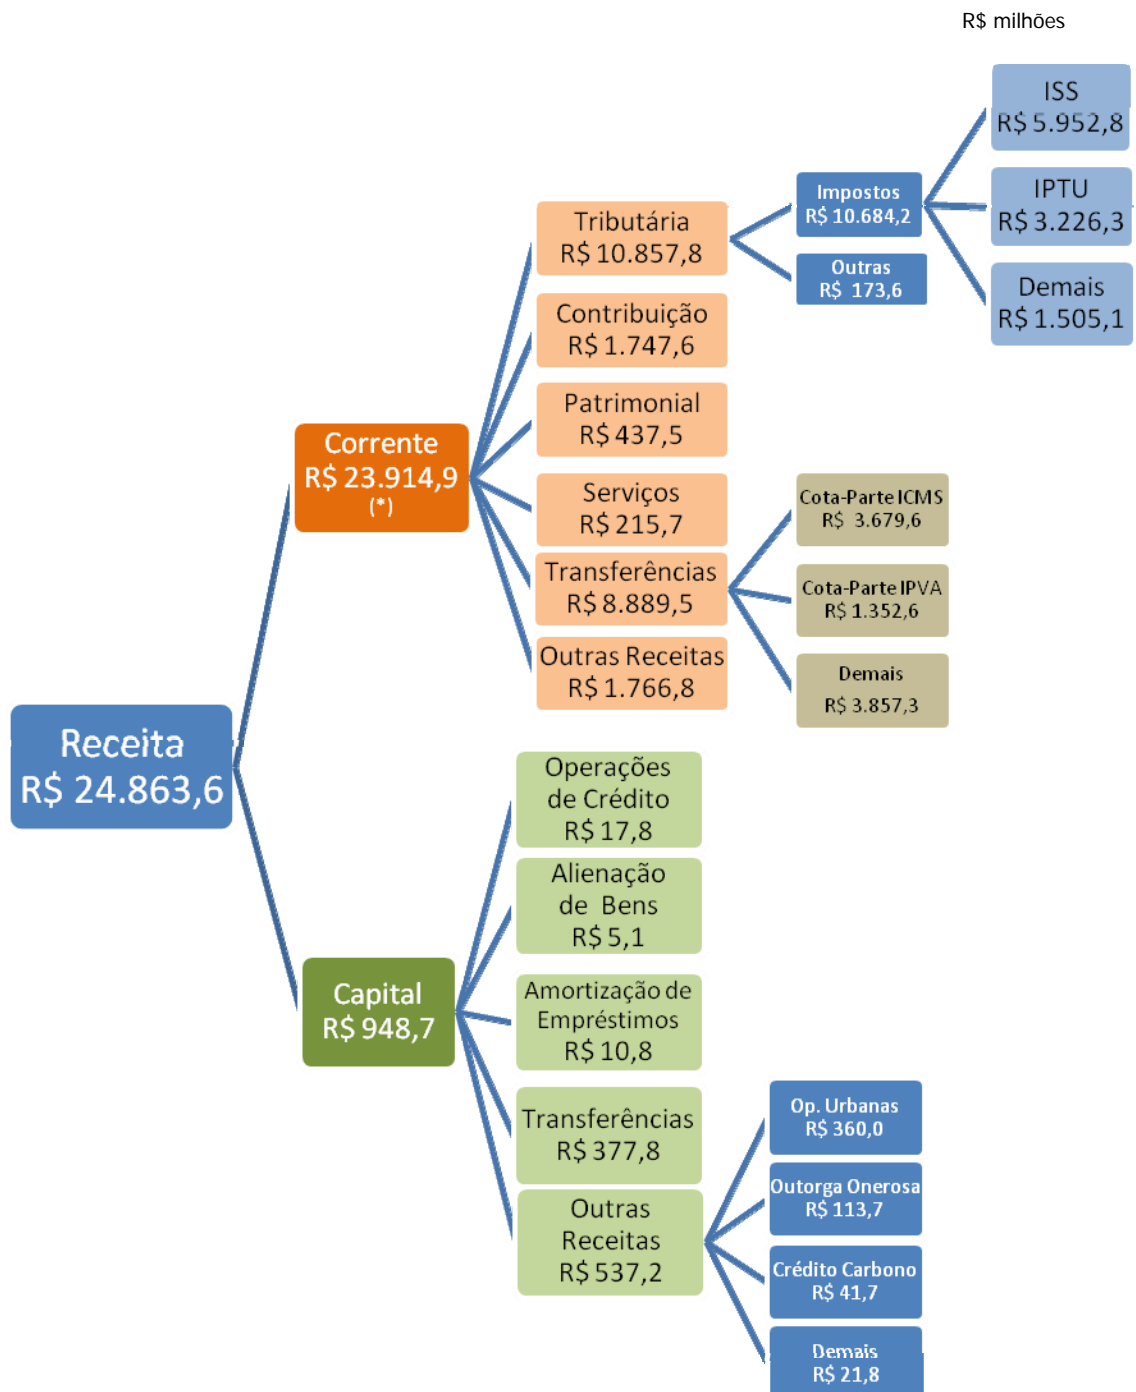 R$ milhões
ISS
R$ 5.952,8
IPTU
R$ 3.226,3
Demais
R$ 1.505,1
Impostos
R$ 10.684,2
Outras
R$ 173,6
Tributária
R$ 10.857,8
Contribuição
R$ 1.747,6
Patrimonial
R$ 437,5
Serviços
R$ 215,7
Transferências
R$ 8.889,5
Outras Receitas
R$ 1.766,8
Cota-Parte ICMS
R$ 3.679,6
Cota-Parte IPVA
R$ 1.352,6
Demais
R$ 3.857,3
Corrente
R$ 23.914,9
(*)
Receita
R$ 24.863,6
Capital
R$ 948,7
Operações
de Crédito
R$ 17,8
Alienação
de Bens
R$ 5,1
Amortização de
Empréstimos
R$ 10,8
Transferências
R$ 377,8
Outras
Receitas
R$ 537,2
Op. Urbanas
R$ 360,0
Outorga Onerosa
R$ 113,7
Crédito Carbono
R$ 41,7
Demais
R$ 21,8